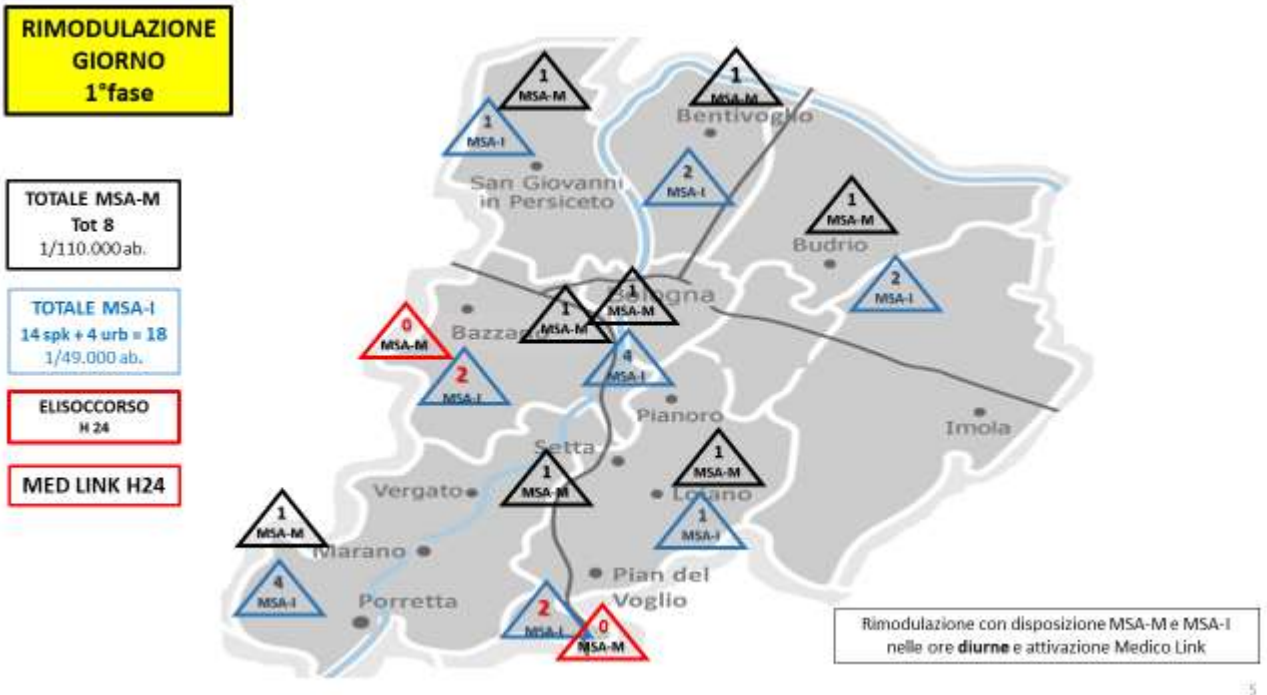 RIMODULAZIONE
GIORNO
1°fase
TOTALE MSA-M
Tot 8
1/110.000 ab.
TOTALE MSA-I
14 spk + 4 urb = 18
1/49.000 ab.
ELISOCCORSO
H 24
MED LINK H24
1
MSA-M
1
MSA-I
San Giovanni
in Persiceto
1
MSA-M
Bentivoglio
2
MSA-I
1
MSA-M
Budrio
2
MSA-I
Bologna
1
MSA-M
1
MSA-M
4
MSA-I
Bazzano
0
MSA-M
2
MSA-I
Pianoro
Imola
Setta
1
MSA-M
1
MSA-M
Loiano
1
MSA-I
Vergato
1
MSA-M
Marano
4
MSA-I
Porretta
Pian del
Voglio
2
MSA-I
0
MSA-M
Rimodulazione con disposizione MSA-M e MSA-I
nelle ore diurne e attivazione Medico Link
5